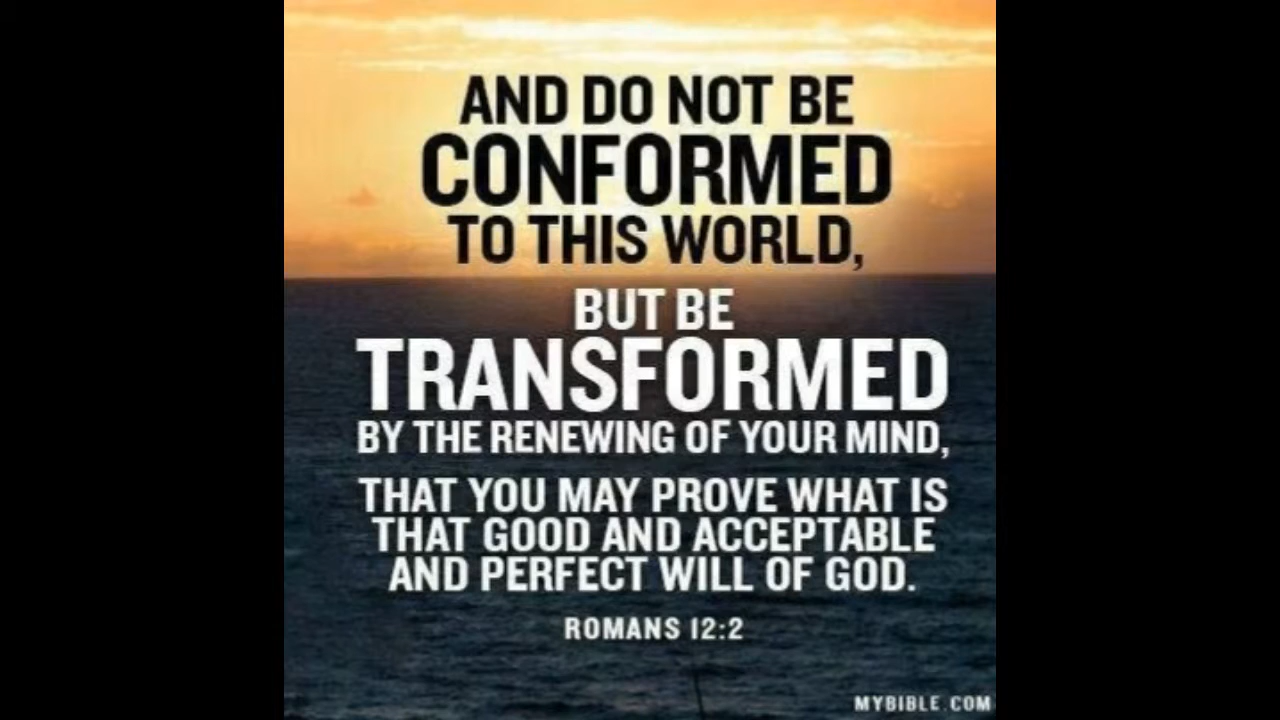 AND DO NOT BE
CONFORMED
TO THIS WORLD,
BUT BE
TRANSFORMED
BY THE RENEWING OF YOUR MIND,
THAT YOU MAY PROVE WHAT IS
THAT GOOD AND ACCEPTABLE
AND PERFECT WILL OF GOD.
ROMANS 12:2
MYBIBLE.COM